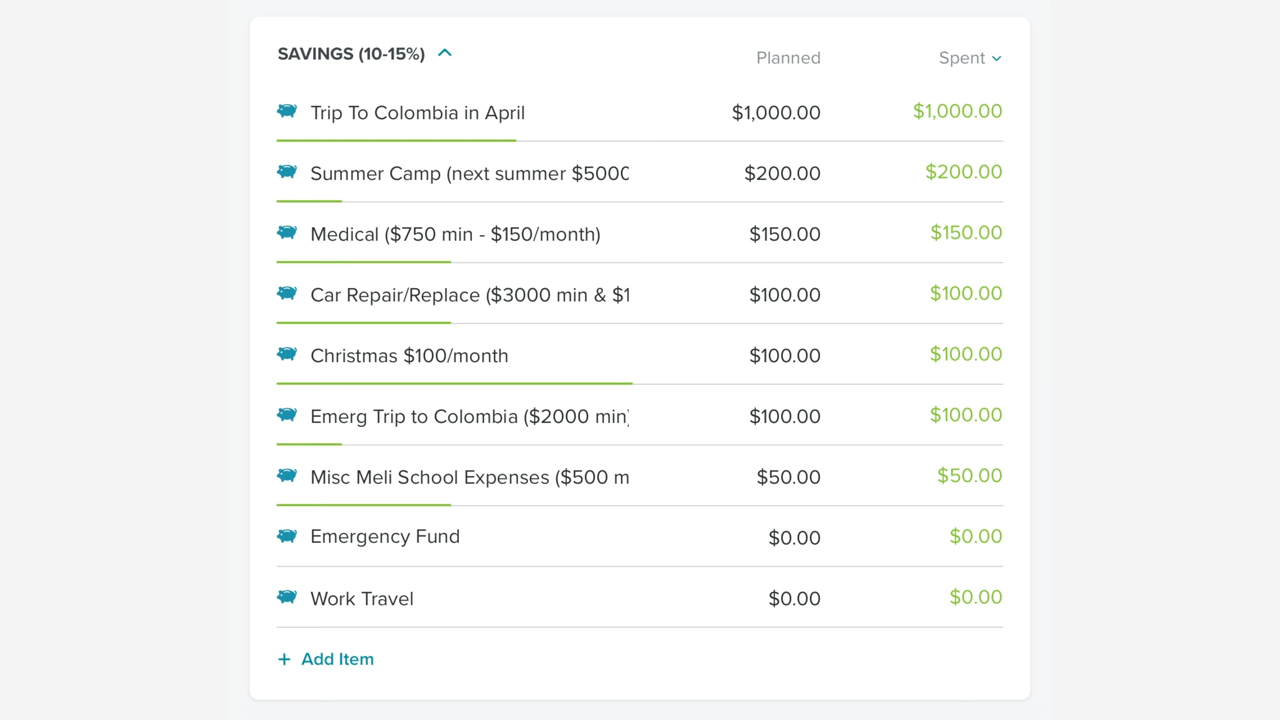 SAVINGS (10-15%) Planned Spent
Trip To Colombia in April $1,000.00 $1,000.00
Summer Camp (next summer $500 $200.00 $200.00
Medical ($750 min - $150/month) $150.00 $150.00
Car Repair/Replace ($3000 min & $1 $100.00 $100.00
Christmas $100/month $100.00 $100.00
Emerg Trip to Colombia ($2000 min) $100.00 $100.00
Misc Meli School Expenses ($500 m $50.00 $50.00
Emergency Fund $0.00 $0.00
Work Travel $0.00 $0.00
+ Add Item